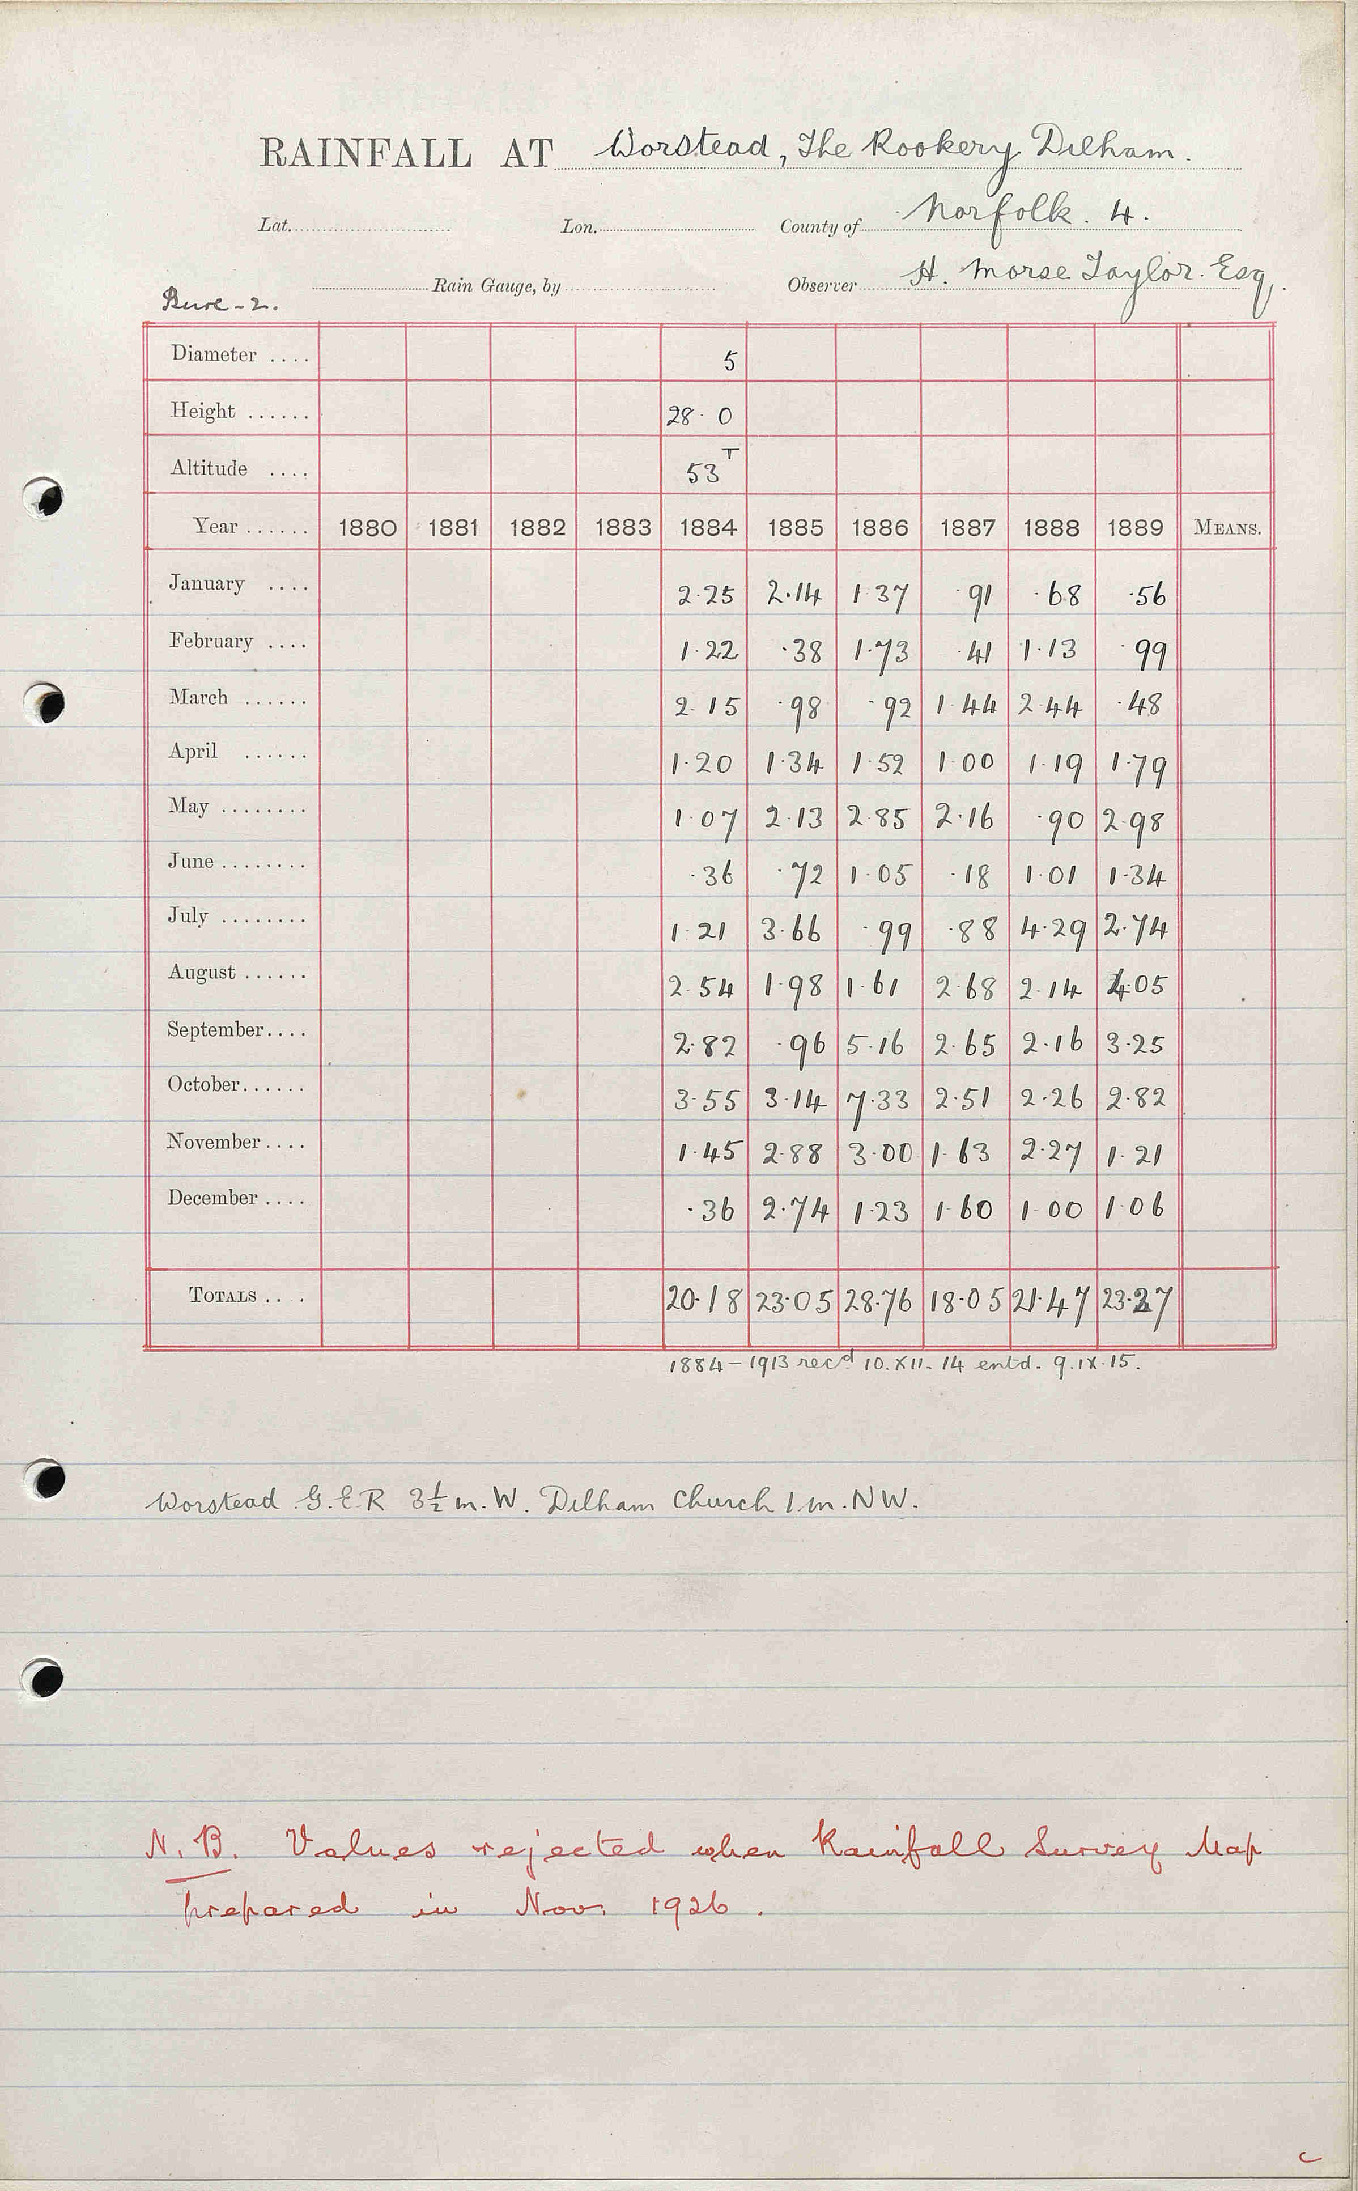 RAINFALL AT Worstead, The Rookery Dilham.
Lat. Lon. County of Norfolk. 4.
Rain Gauge, by Observer H. Morse Taylor Esq.
Bure - 2.
Diameter .... 5
Height ...... 28· 0
Altitude .... 53 T
Year ...... 1880 1881 1882 1883 1884 1885 1886 1887 1888 1889 MEANS.
January .... 2·25 2·14 1·37 ·91 ·68 ·56
February .... 1·22 ·38 1·73 ·41 1·13 ·99
March ...... 2·15 ·98 ·92 1·44 2·44 ·48
April ...... 1·20 1·34 1·52 1·00 1·19 1·79
May ........ 1·07 2·13 2·85 2·16 ·90 2·98
June ........ ·36 ·72 1·05 ·18 1·01 1·34
July ........ 1·21 3·66 ·99 ·88 4·29 2·74
August ...... 2·54 1·98 1·61 2·68 2·14 4·05
September .... 2·82 ·96 5·16 2·65 2·16 3·25
October ...... 3·55 3·14 7·33 2·51 2·26 2·82
November .... 1·45 2·88 3·00 1·63 2·27 1·21
December .... ·36 2·74 1·23 1·60 1·00 1·06
TOTALS .. . 20·18 23·05 28·76 18·05 21·47 23·27
1884–1913 recd 10.XII.14 entd. 9.IX.15.
Worstead G.E.R 3½ m. W. Dilham Church 1 m. NW.
N.B. Values rejected when Rainfall Survey Map
prepared in Nov. 1926.
c